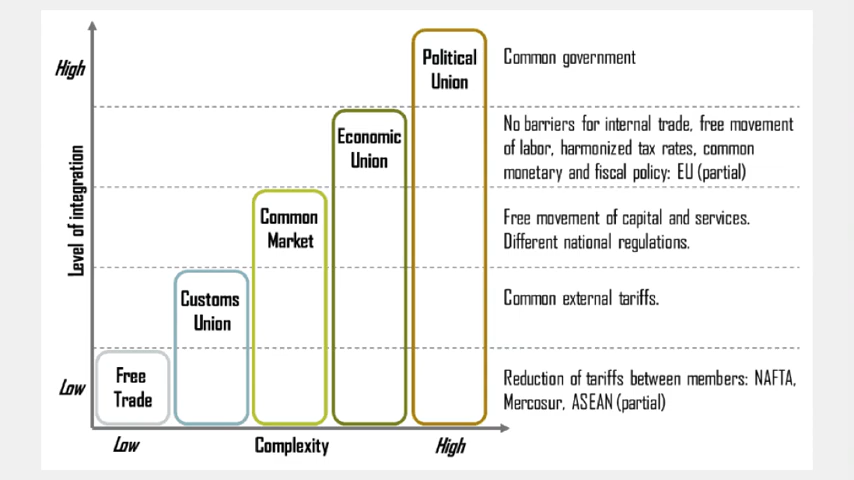 High
Political
Union
Common government
Economic
Union
No barriers for internal trade, free movement
of labor, harmonized tax rates, common
monetary and fiscal policy: EU (partial)
Level of integration
Common
Market
Free movement of capital and services.
Different national regulations.
Customs
Union
Common external tariffs.
Low
Free
Trade
Reduction of tariffs between members: NAFTA,
Mercosur, ASEAN (partial)
Low
Complexity
High